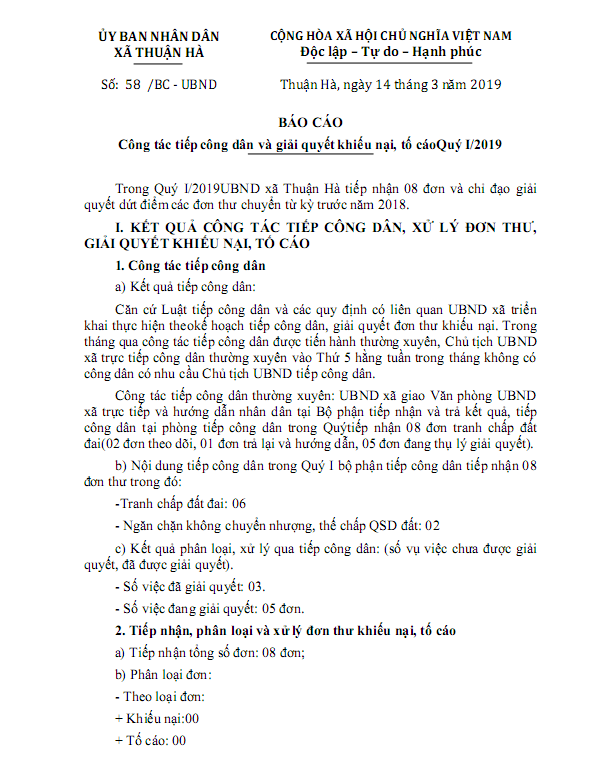 ỦY BAN NHÂN DÂN
XÃ THUẬN HÀ
CỘNG HÒA XÃ HỘI CHỦ NGHĨA VIỆT NAM
Độc lập – Tự do – Hạnh phúc
Số: 58 /BC - UBND
Thuận Hà, ngày 14 tháng 3 năm 2019
BÁO CÁO
Công tác tiếp công dân và giải quyết khiếu nại, tố cáoQuý I/2019
Trong Quý I/2019UBND xã Thuận Hà tiếp nhận 08 đơn và chỉ đạo giải
quyết dứt điểm các đơn thư chuyển từ kỳ trước năm 2018.
I. KẾT QUẢ CÔNG TÁC TIẾP CÔNG DÂN, XỬ LÝ ĐƠN THƯ,
GIẢI QUYẾT KHIẾU NẠI, TỐ CÁO
1. Công tác tiếp công dân
a) Kết quả tiếp công dân:
Căn cứ Luật tiếp công dân và các quy định có liên quan UBND xã triển
khai thực hiện theokế hoạch tiếp công dân, giải quyết đơn thư khiếu nại. Trong
tháng qua công tác tiếp công dân được tiến hành thường xuyên, Chủ tịch UBND
xã trực tiếp công dân thường xuyên vào Thứ 5 hằng tuần trong tháng không có
công dân có nhu cầu Chủ tịch UBND tiếp công dân.
Công tác tiếp công dân thường xuyên: UBND xã giao Văn phòng UBND
xã trực tiếp và hướng dẫn nhân dân tại Bộ phận tiếp nhận và trả kết quả, tiếp
công dân tại phòng tiếp công dân trong Quýtiếp nhận 08 đơn tranh chấp đất
đai(02 đơn theo dõi, 01 đơn trả lại và hướng dẫn, 05 đơn đang thụ lý giải quyết).
b) Nội dung tiếp công dân trong Quý I bộ phận tiếp công dân tiếp nhận 08
đơn thư trong đó:
-Tranh chấp đất đai: 06
- Ngăn chặn không chuyển nhượng, thế chấp QSD đất: 02
c) Kết quả phân loại, xử lý qua tiếp công dân: (số vụ việc chưa được giải
quyết, đã được giải quyết).
- Số việc đã giải quyết: 03.
- Số việc đang giải quyết: 05 đơn.
2. Tiếp nhận, phân loại và xử lý đơn thư khiếu nại, tố cáo
a) Tiếp nhận tổng số đơn: 08 đơn;
b) Phân loại đơn:
- Theo loại đơn:
+ Khiếu nại:00
+ Tố cáo: 00